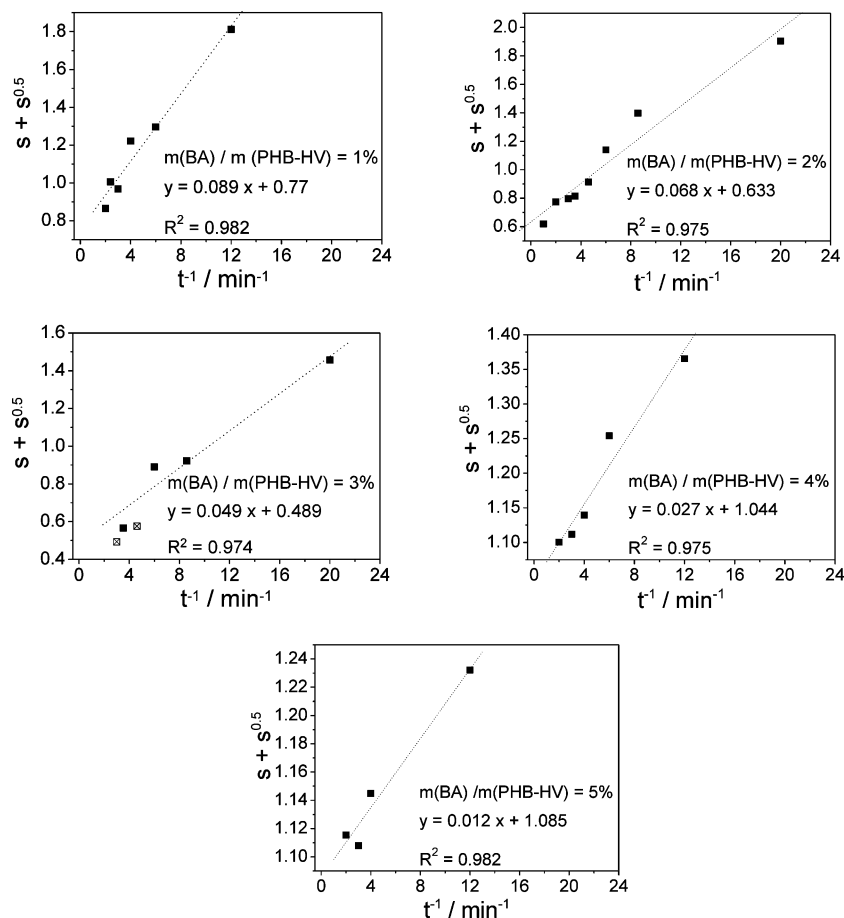 1.8
1.6
1.4
1.2
1.0
0.8
s + s^0.5
m(BA) / m (PHB-HV) = 1%
y = 0.089 x + 0.77
R² = 0.982
0 4 8 12 16 20 24
t⁻¹ / min⁻¹
2.0
1.8
1.6
1.4
1.2
1.0
0.8
0.6
s + s^0.5
m(BA) / m(PHB-HV) = 2%
y = 0.068 x + 0.633
R² = 0.975
0 4 8 12 16 20 24
t⁻¹ / min⁻¹
1.6
1.4
1.2
1.0
0.8
0.6
0.4
s + s^0.5
m(BA) / m(PHB-HV) = 3%
y = 0.049 x + 0.489
R² = 0.974
0 4 8 12 16 20 24
t⁻¹ / min⁻¹
1.40
1.35
1.30
1.25
1.20
1.15
1.10
s + s^0.5
m(BA) / m(PHB-HV) = 4%
y = 0.027 x + 1.044
R² = 0.975
0 4 8 12 16 20 24
t⁻¹ / min⁻¹
1.24
1.22
1.20
1.18
1.16
1.14
1.12
1.10
s + s^0.5
m(BA) /m(PHB-HV) = 5%
y = 0.012 x + 1.085
R² = 0.982
0 4 8 12 16 20 24
t⁻¹ / min⁻¹